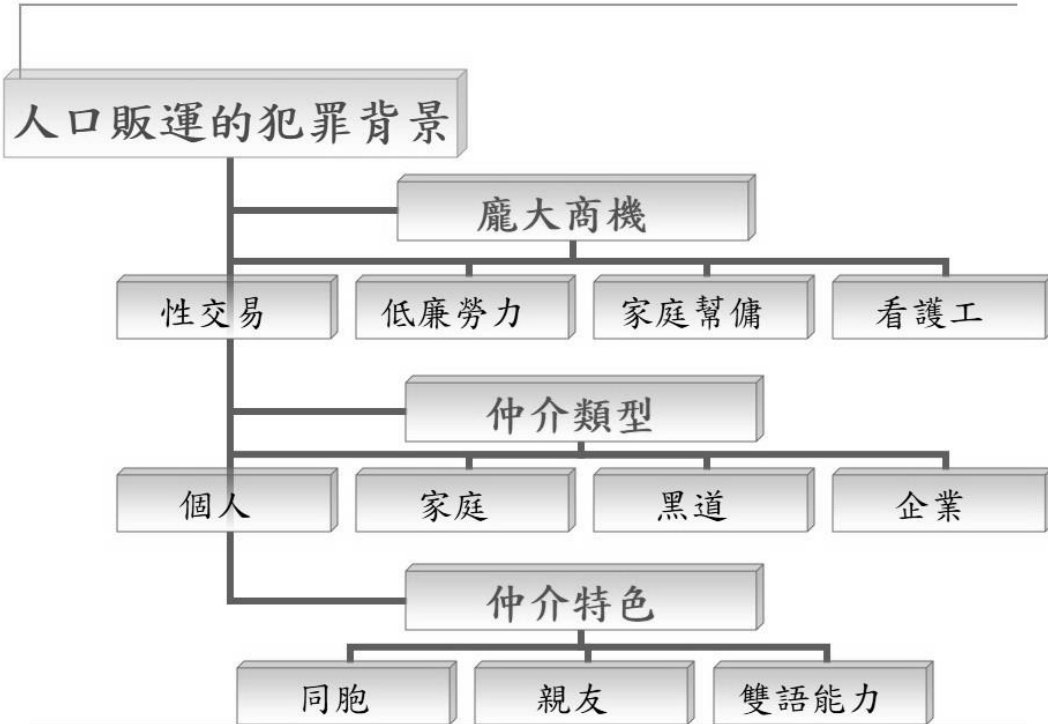 人口販運的犯罪背景
龐大商機
性交易 低廉勞力 家庭幫傭 看護工
仲介類型
個人 家庭 黑道 企業
仲介特色
同胞 親友 雙語能力